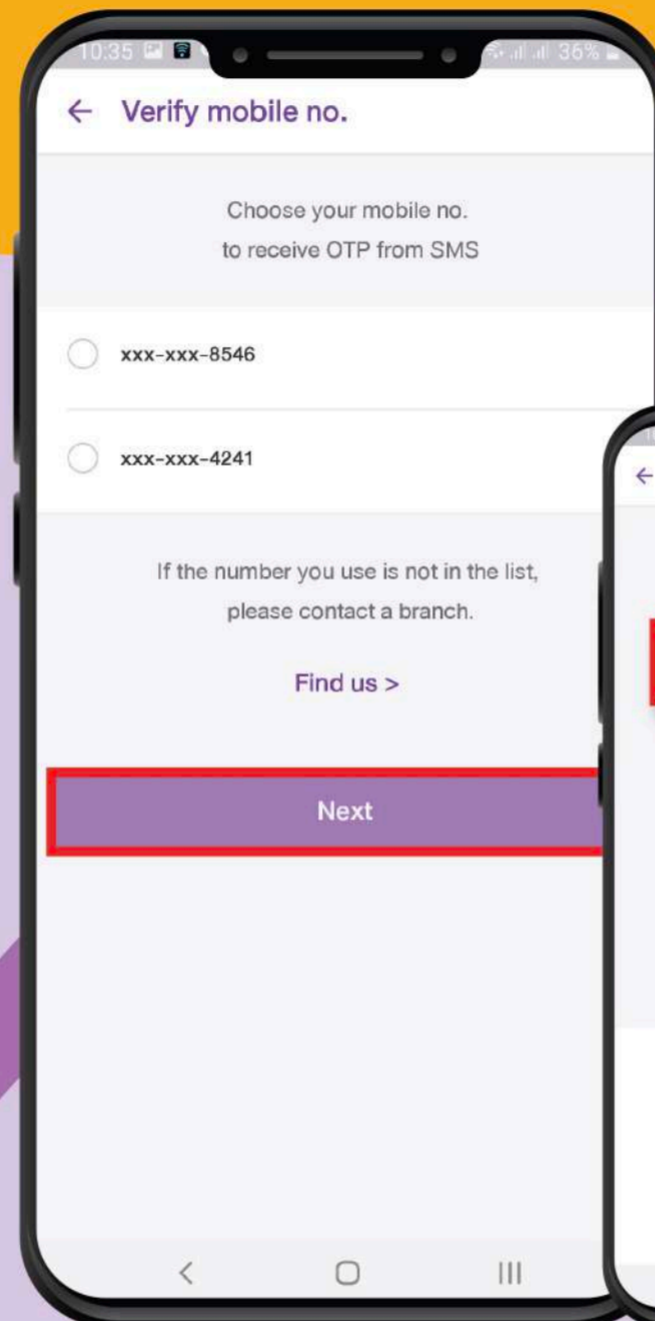 10:35
36%
← Verify mobile no.
Choose your mobile no.
to receive OTP from SMS
xxx-xxx-8546
xxx-xxx-4241
If the number you use is not in the list,
please contact a branch.
Find us >
Next